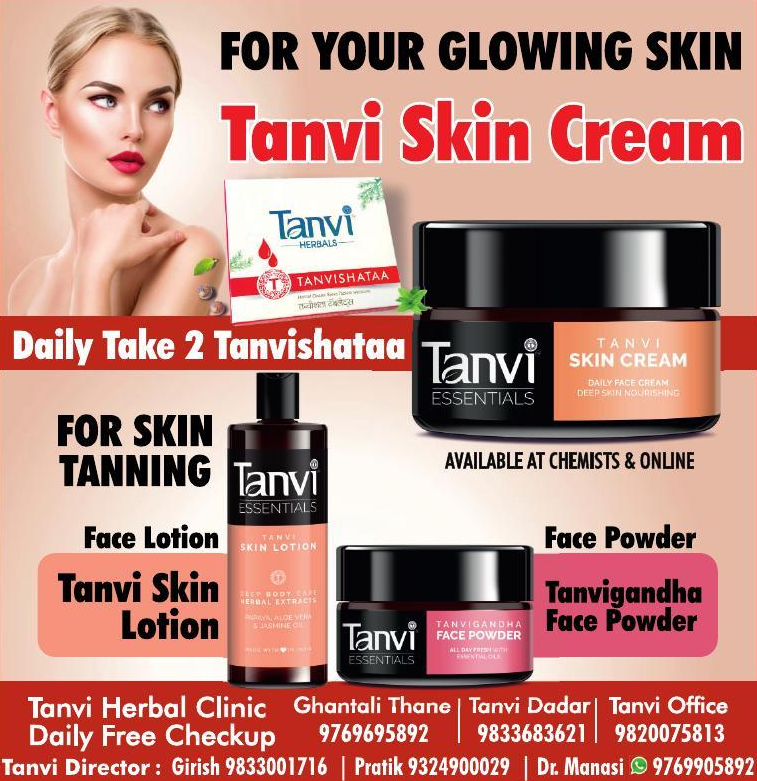 FOR YOUR GLOWING SKIN
Tanvi Skin Cream
Tanvi
HERBALS
TANVISHATAA
Daily Take 2 Tanvishataa
Tanvi
ESSENTIALS
TANVI
SKIN CREAM
DAILY FACE CREAM
DEEP SKIN NOURISHING
AVAILABLE AT CHEMISTS & ONLINE
FOR SKIN
TANNING
Face Lotion
Tanvi Skin
Lotion
Tanvi
ESSENTIALS
TANVI
SKIN LOTION
BODY CARE
HERBAL EXTRACTS
PAPAYA, ALOE VERA
& JASMINE OIL
Tanvi
ESSENTIALS
TANVIGANDHA
FACE POWDER
ALL DAY FRESH WITH
ESSENTIAL OILS
Face Powder
Tanvigandha
Face Powder
Tanvi Herbal Clinic
Daily Free Checkup
Ghantali Thane | Tanvi Dadar | Tanvi Office
9769695892 | 9833683621 | 9820075813
Tanvi Director : Girish 9833001716 | Pratik 9324900029 | Dr. Manasi 9769905892